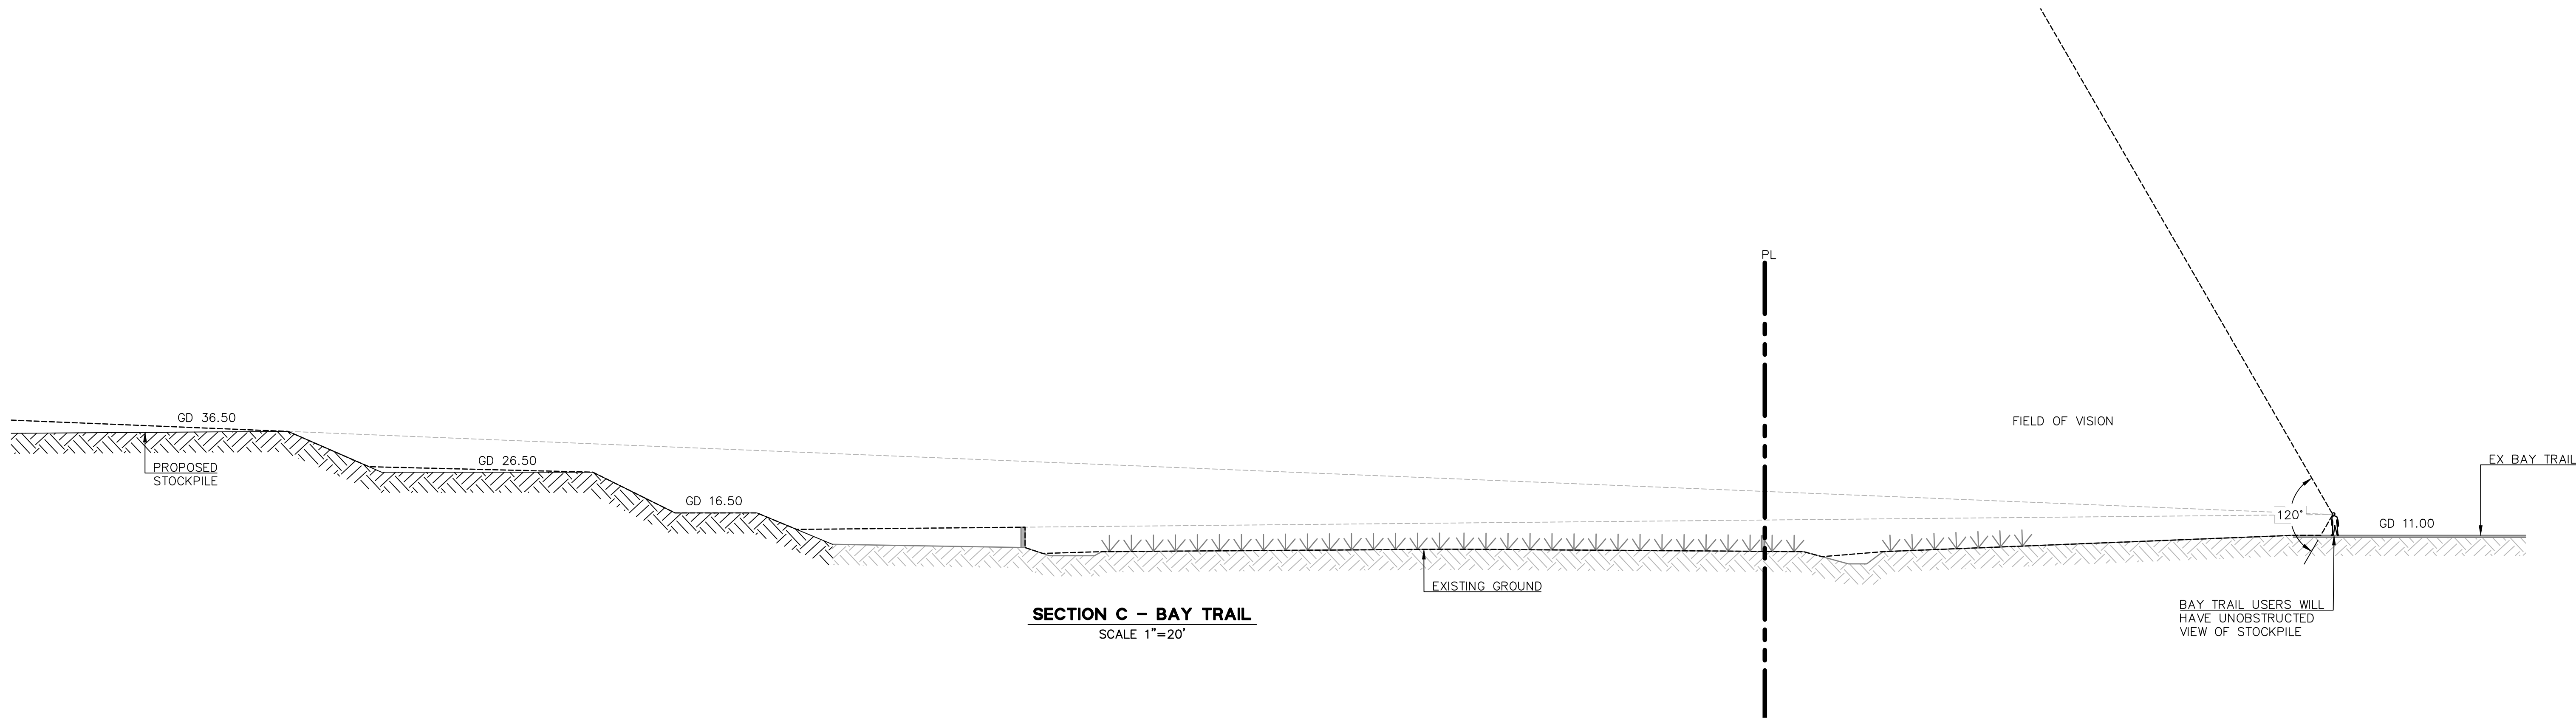 PL
GD 36.50
PROPOSED
STOCKPILE
GD 26.50
GD 16.50
FIELD OF VISION
EX BAY TRAIL
120°
GD 11.00
EXISTING GROUND
BAY TRAIL USERS WILL
HAVE UNOBSTRUCTED
VIEW OF STOCKPILE
SECTION C - BAY TRAIL
SCALE 1"=20'